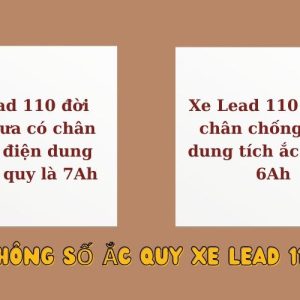 ad 110 đời
ưa có chân
điện dung
quy là 7Ah
Xe Lead 110
chân chống
dung tích ắc
6Ah
HÔNG SỐ ẮC QUY XE LEAD 11